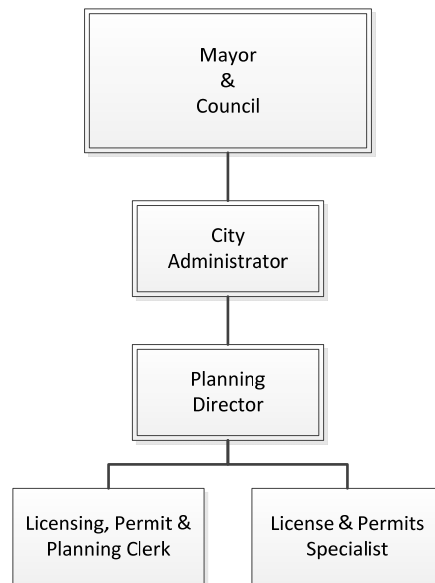 Mayor
&
Council
City
Administrator
Planning
Director
Licensing, Permit &
Planning Clerk
License & Permits
Specialist